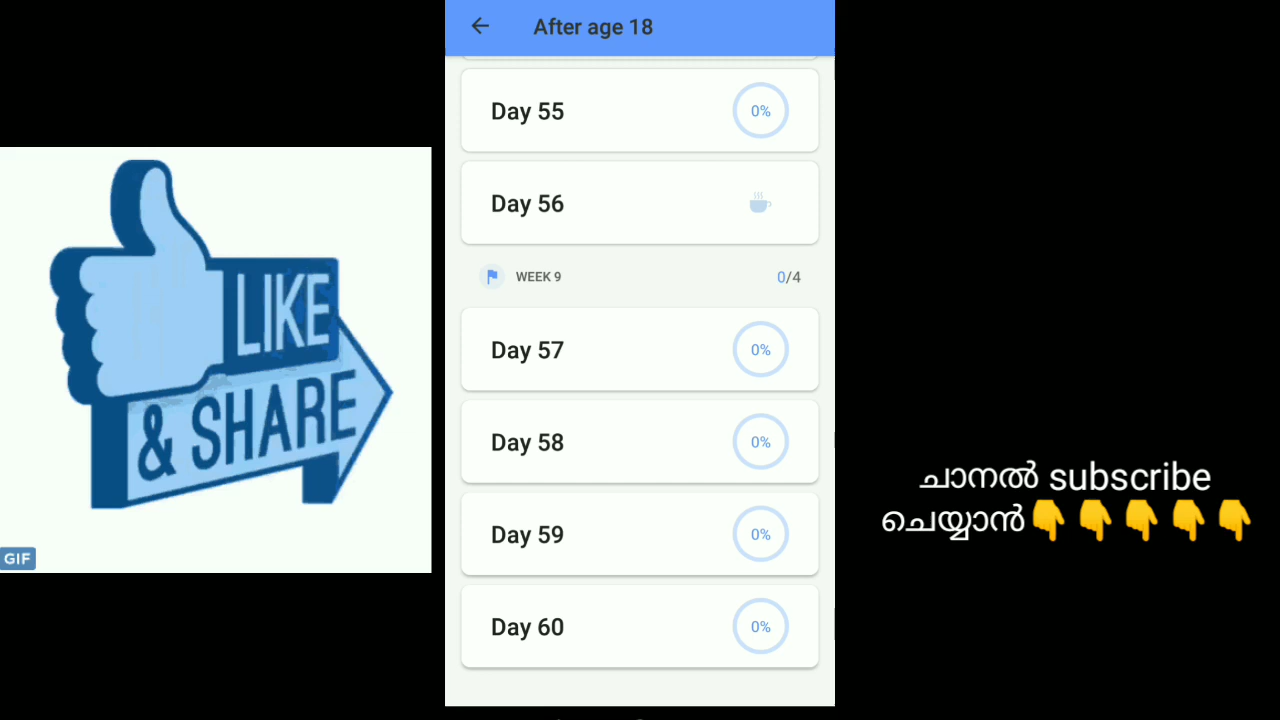 LIKE
& SHARE
GIF
After age 18
Day 55
0%
Day 56
WEEK 9
0/4
Day 57
0%
Day 58
0%
Day 59
0%
Day 60
0%
ചാനൽ subscribe
ചെയ്യാൻ👇👇👇👇👇